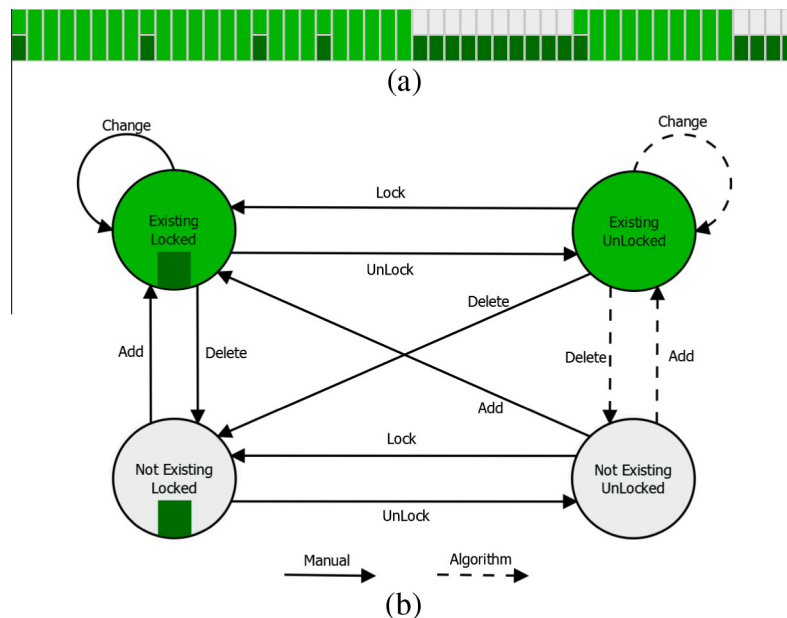 (a)
Change
Change
Existing
Locked
Existing
UnLocked
Lock
UnLock
Delete
Add
Delete
Delete
Add
Add
Not Existing
Locked
Not Existing
UnLocked
Lock
UnLock
Manual
Algorithm
(b)